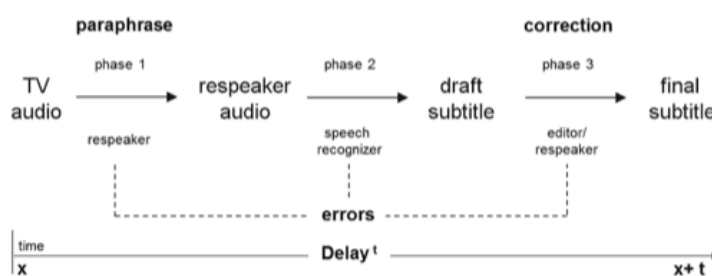 paraphrase
correction
phase 1
phase 2
phase 3
TV
audio
respeaker
audio
draft
subtitle
final
subtitle
respeaker
speech
recognizer
editor/
respeaker
errors
time
x
Delay t
x+ t